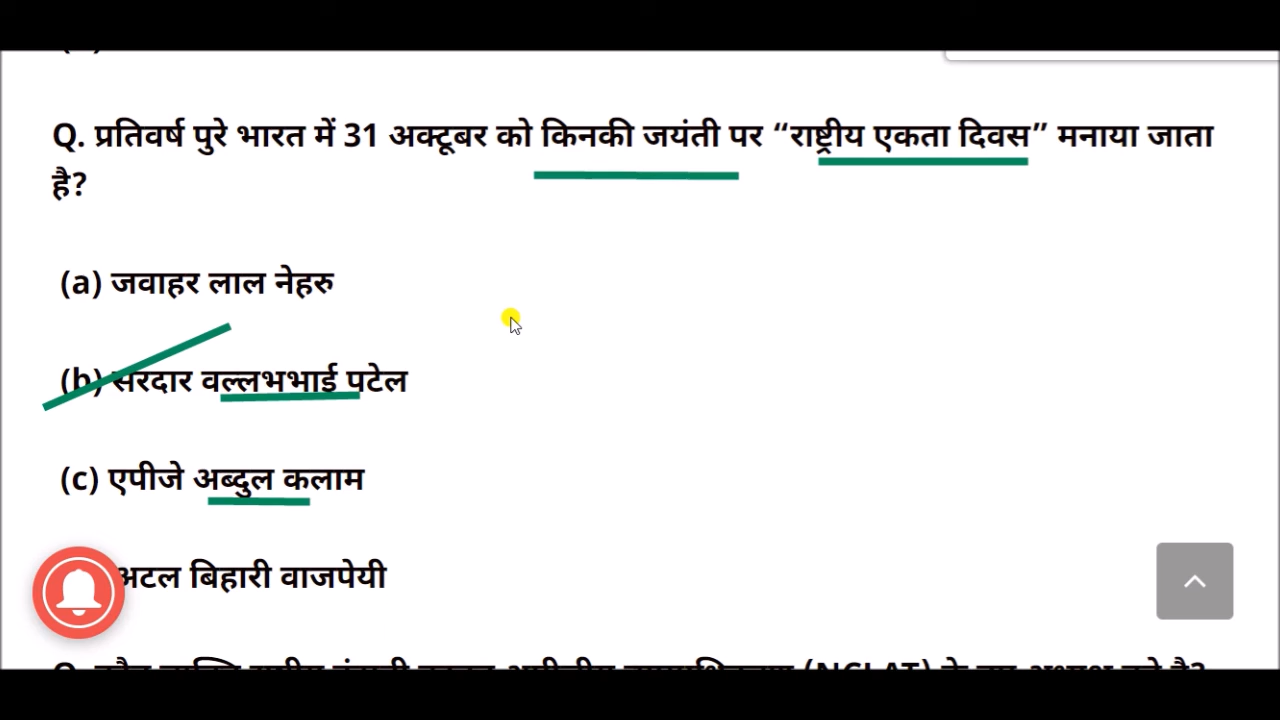 Q. प्रतिवर्ष पुरे भारत में 31 अक्टूबर को किनकी जयंती पर “राष्ट्रीय एकता दिवस” मनाया जाता
है?
(a) जवाहर लाल नेहरु
(b) सरदार वल्लभभाई पटेल
(c) एपीजे अब्दुल कलाम
अटल बिहारी वाजपेयी
(NCLAT)